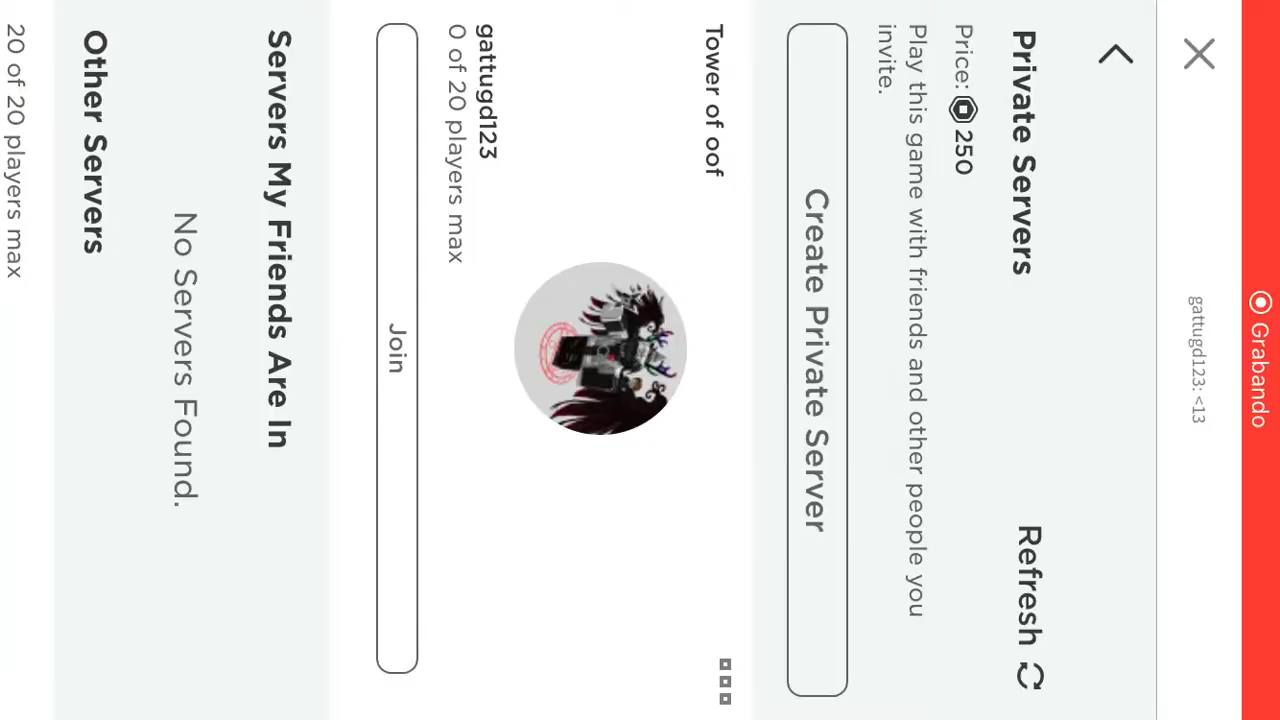 Grabando
gattugd123: <13
Private Servers
Refresh
Price: 250
Play this game with friends and other people you
invite.
Create Private Server
Tower of oof
gattugd123
0 of 20 players max
Join
Servers My Friends Are In
No Servers Found.
Other Servers
20 of 20 players max